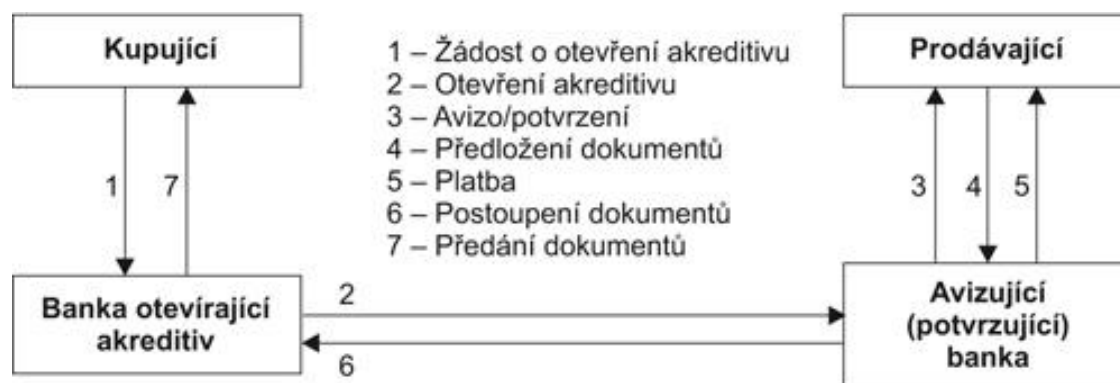 Kupující
1 – Žádost o otevření akreditivu
2 – Otevření akreditivu
3 – Avizo/potvrzení
4 – Předložení dokumentů
5 – Platba
6 – Postoupení dokumentů
7 – Předání dokumentů
Prodávající
1
7
3
4
5
Banka otevírající
akreditiv
2
6
Avizující
(potvrzující)
banka